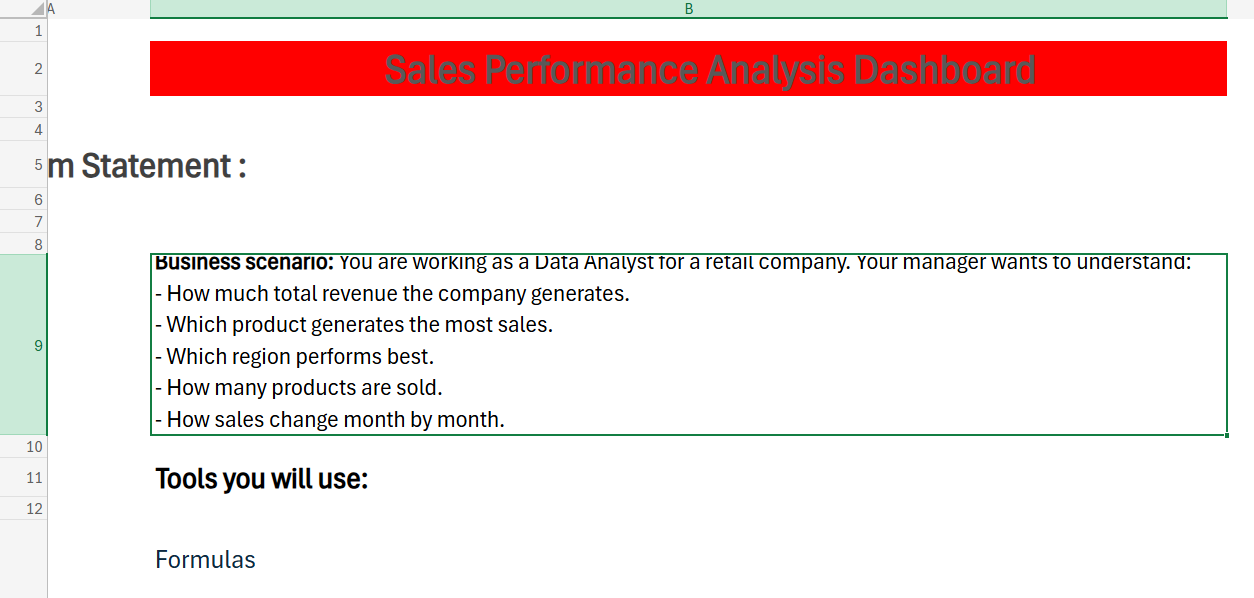 A B
1
2 Sales Performance Analysis Dashboard
3
4
5 m Statement :
6
7
8
9 Business scenario: You are working as a Data Analyst for a retail company. Your manager wants to understand:
- How much total revenue the company generates.
- Which product generates the most sales.
- Which region performs best.
- How many products are sold.
- How sales change month by month.
10
11 Tools you will use:
12
Formulas